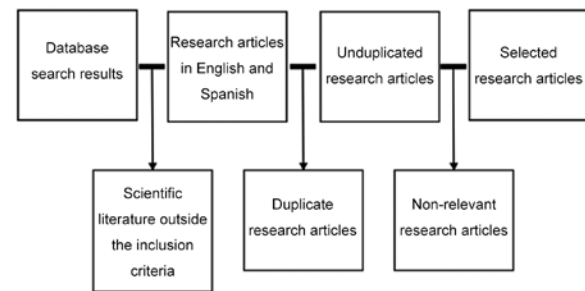 Database
search results
Research articles
in English and
Spanish
Unduplicated
research articles
Selected
research articles
Scientific
literature outside
the inclusion
criteria
Duplicate
research articles
Non-relevant
research articles